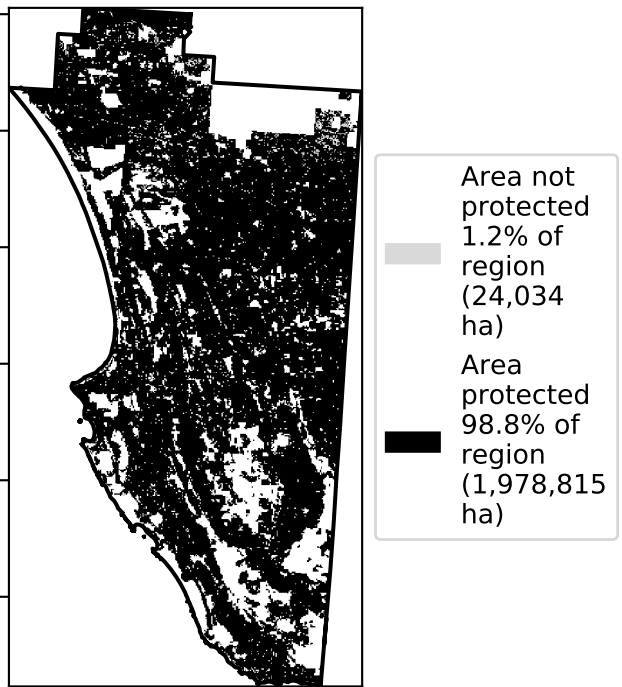 Area not
protected
1.2% of
region
(24,034
ha)
Area
protected
98.8% of
region
(1,978,815
ha)